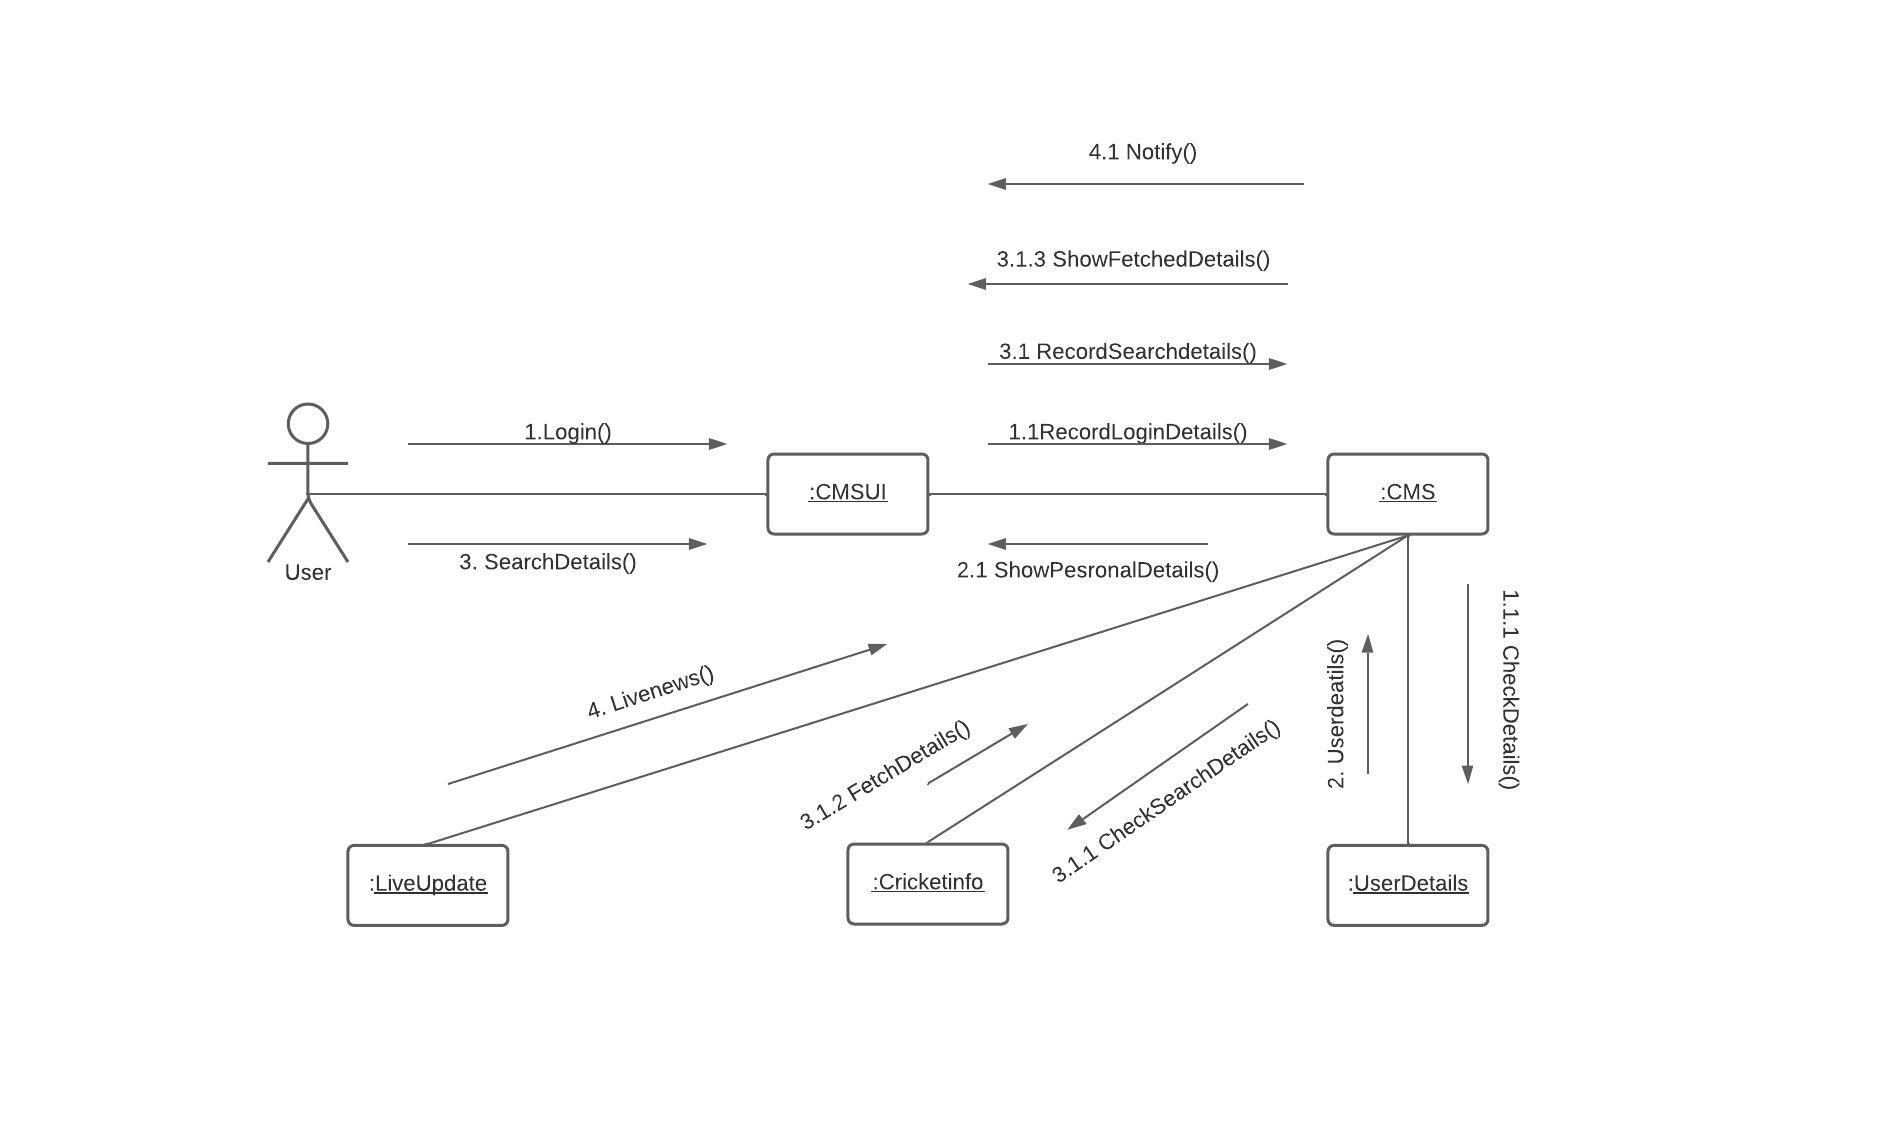 4.1 Notify()
3.1.3 ShowFetchedDetails()
3.1 RecordSearchdetails()
1.Login()
1.1RecordLoginDetails()
:CMSUI
:CMS
User
3. SearchDetails()
2.1 ShowPesronalDetails()
4. Livenews()
3.1.2 FetchDetails()
3.1.1 CheckSearchDetails()
2. Userdeatils()
1.1.1 CheckDetails()
:LiveUpdate
:Cricketinfo
:UserDetails